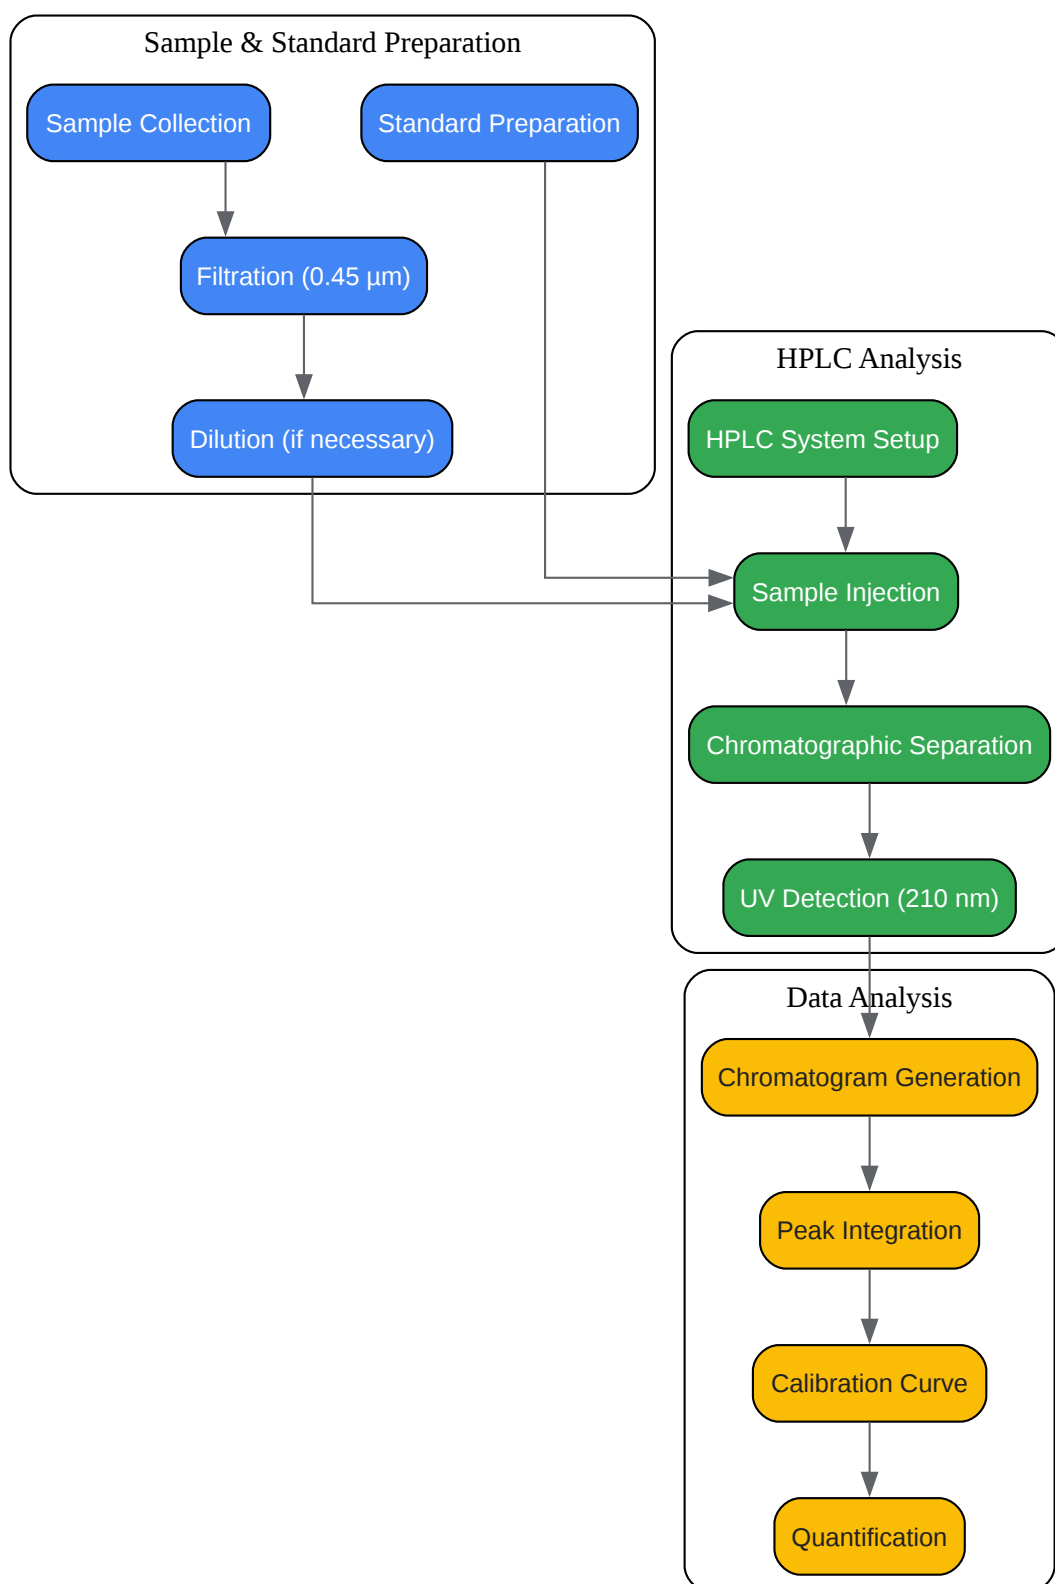 Sample & Standard Preparation
Sample Collection
Standard Preparation
Filtration (0.45 µm)
Dilution (if necessary)
HPLC Analysis
HPLC System Setup
Sample Injection
Chromatographic Separation
UV Detection (210 nm)
Data Analysis
Chromatogram Generation
Peak Integration
Calibration Curve
Quantification